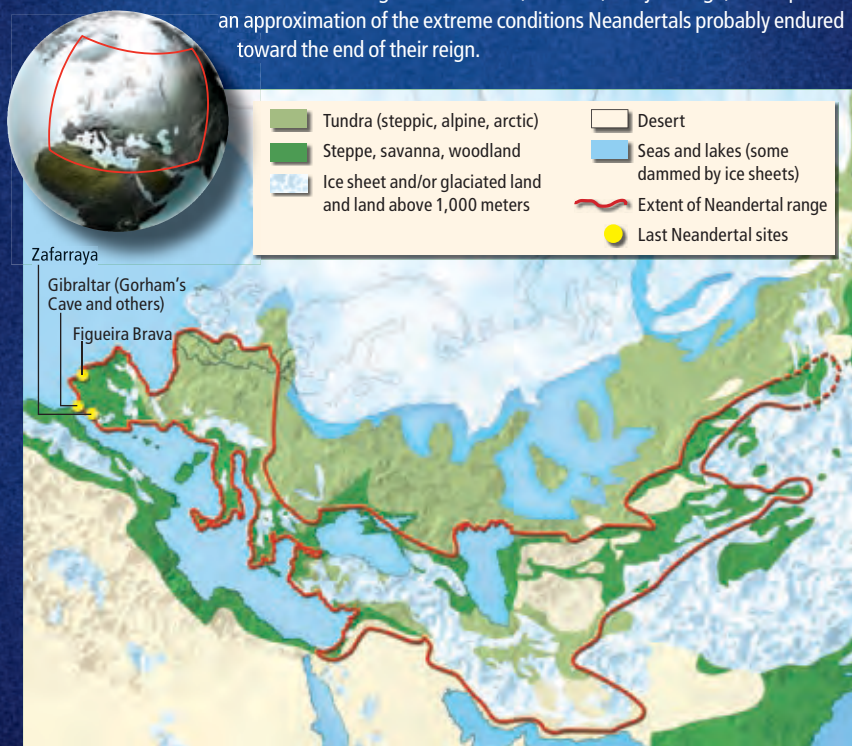 an approximation of the extreme conditions Neandertals probably endured
toward the end of their reign.
Tundra (steppic, alpine, arctic)
Steppe, savanna, woodland
Ice sheet and/or glaciated land
and land above 1,000 meters
Desert
Seas and lakes (some
dammed by ice sheets)
Extent of Neandertal range
Last Neandertal sites
Zafarraya
Gibraltar (Gorham's
Cave and others)
Figueira Brava